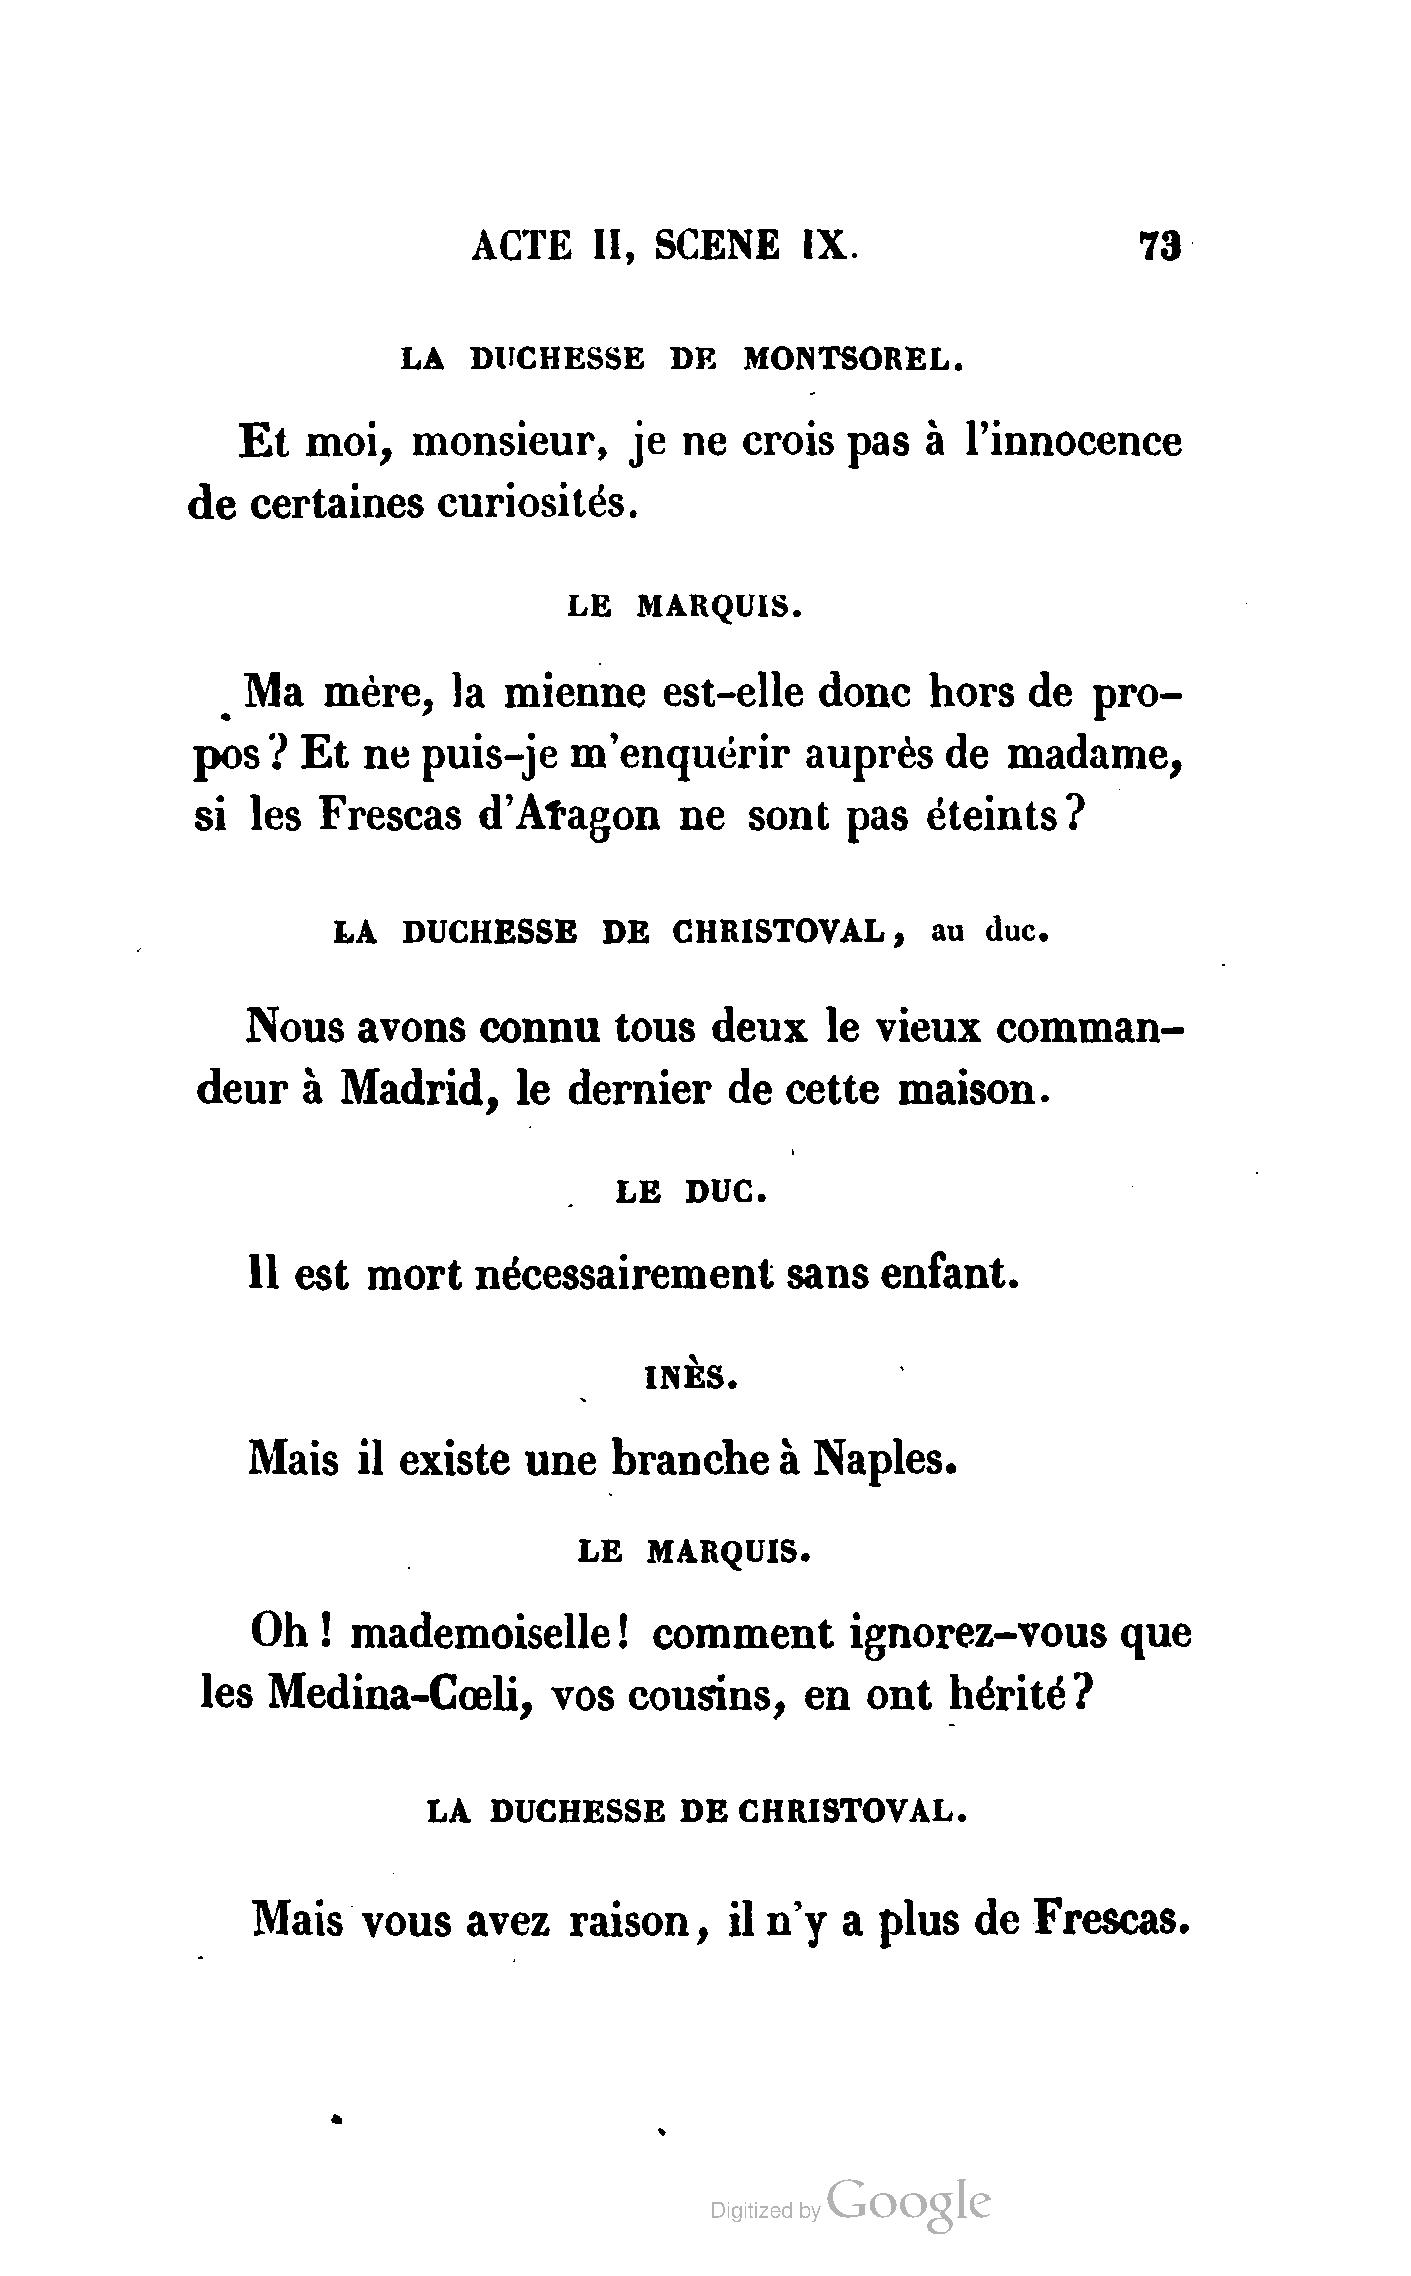 ACTE II, SCENE IX. 73
LA DUCHESSE DE MONTSOREL.
Et moi, monsieur, je ne crois pas à l'innocence
de certaines curiosités.
LE MARQUIS.
Ma mère, la mienne est-elle donc hors de pro-
pos? Et ne puis-je m'enquérir auprès de madame,
si les Frescas d'Aragon ne sont pas éteints?
LA DUCHESSE DE CHRISTOVAL, au duc.
Nous avons connu tous deux le vieux comman-
deur à Madrid, le dernier de cette maison.
LE DUC.
Il est mort nécessairement sans enfant.
INÈS.
Mais il existe une branche à Naples.
LE MARQUIS.
Oh! mademoiselle! comment ignorez-vous que
les Medina-Cœli, vos cousins, en ont hérité?
LA DUCHESSE DE CHRISTOVAL.
Mais vous avez raison, il n'y a plus de Frescas.
Digitized by Google